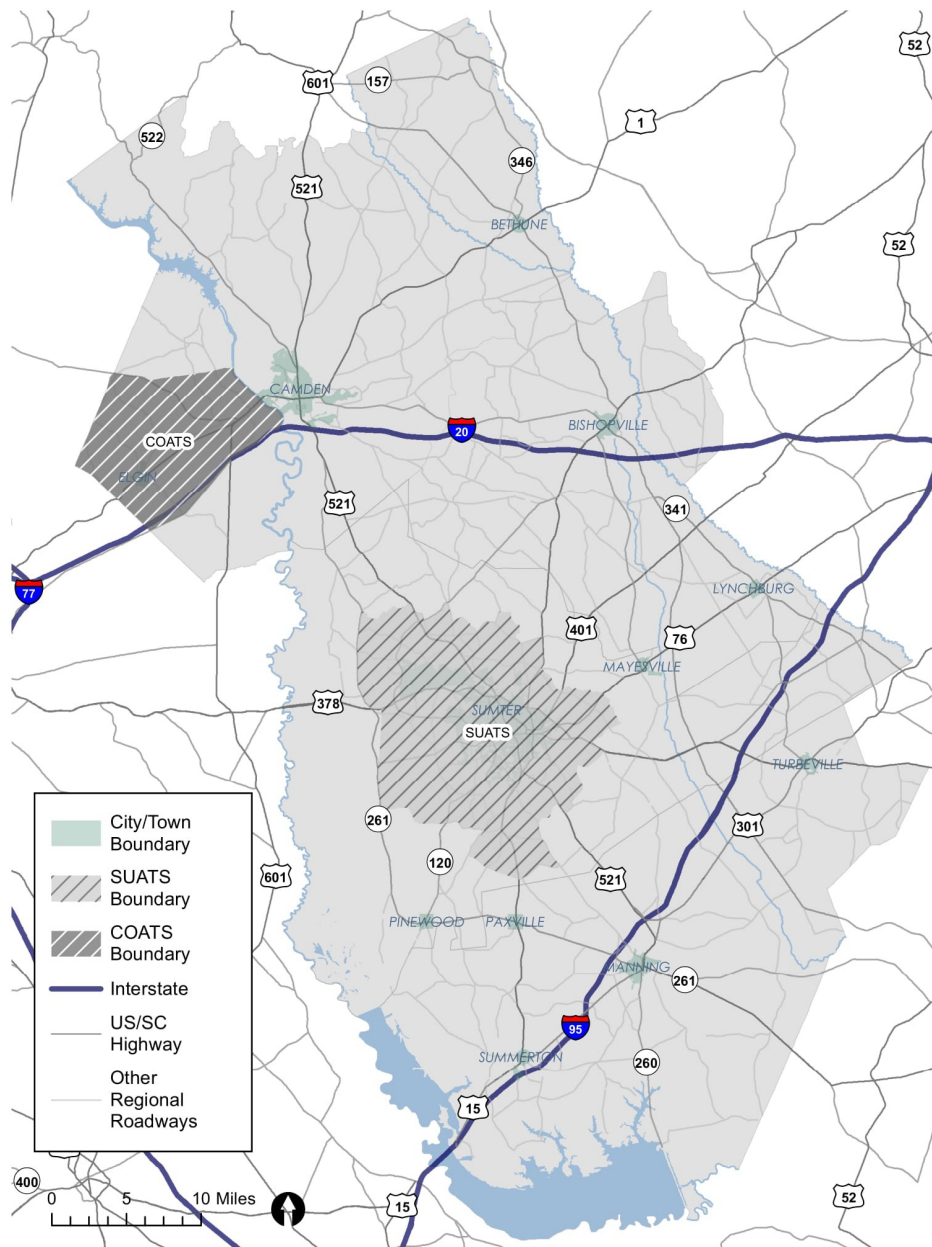 52
601
157
1
522
346
521
BETHUNE
52
CAMDEN
COATS
20
BISHOPVILLE
ELGIN
521
341
77
LYNCHBURG
401
76
MAYESVILLE
378
SUMTER
SUATS
TURBEVILLE
261
301
120
601
521
PINEWOOD
PAXVILLE
MANNING
261
95
SUMMERTON
260
15
400
15
52
City/Town
Boundary
SUATS
Boundary
COATS
Boundary
Interstate
US/SC
Highway
Other
Regional
Roadways
0 5 10 Miles